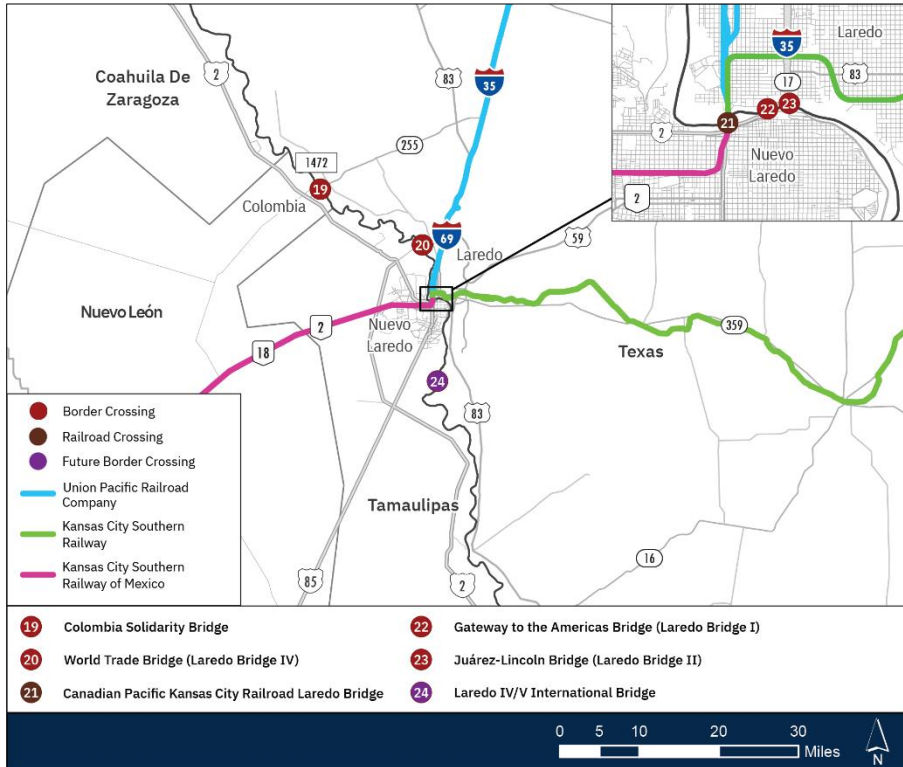 Coahuila De
Zaragoza
2
83
35
255
1472
19
Colombia
20
69
Laredo
59
Nuevo León
2
18
Nuevo
Laredo
359
Texas
24
83
Tamaulipas
85
2
16
Laredo
35
17
83
21
22
23
2
Nuevo
Laredo
2
Border Crossing
Railroad Crossing
Future Border Crossing
Union Pacific Railroad
Company
Kansas City Southern
Railway
Kansas City Southern
Railway of Mexico
19 Colombia Solidarity Bridge
20 World Trade Bridge (Laredo Bridge IV)
21 Canadian Pacific Kansas City Railroad Laredo Bridge
22 Gateway to the Americas Bridge (Laredo Bridge I)
23 Juárez-Lincoln Bridge (Laredo Bridge II)
24 Laredo IV/V International Bridge
0 5 10 20 30
Miles
N